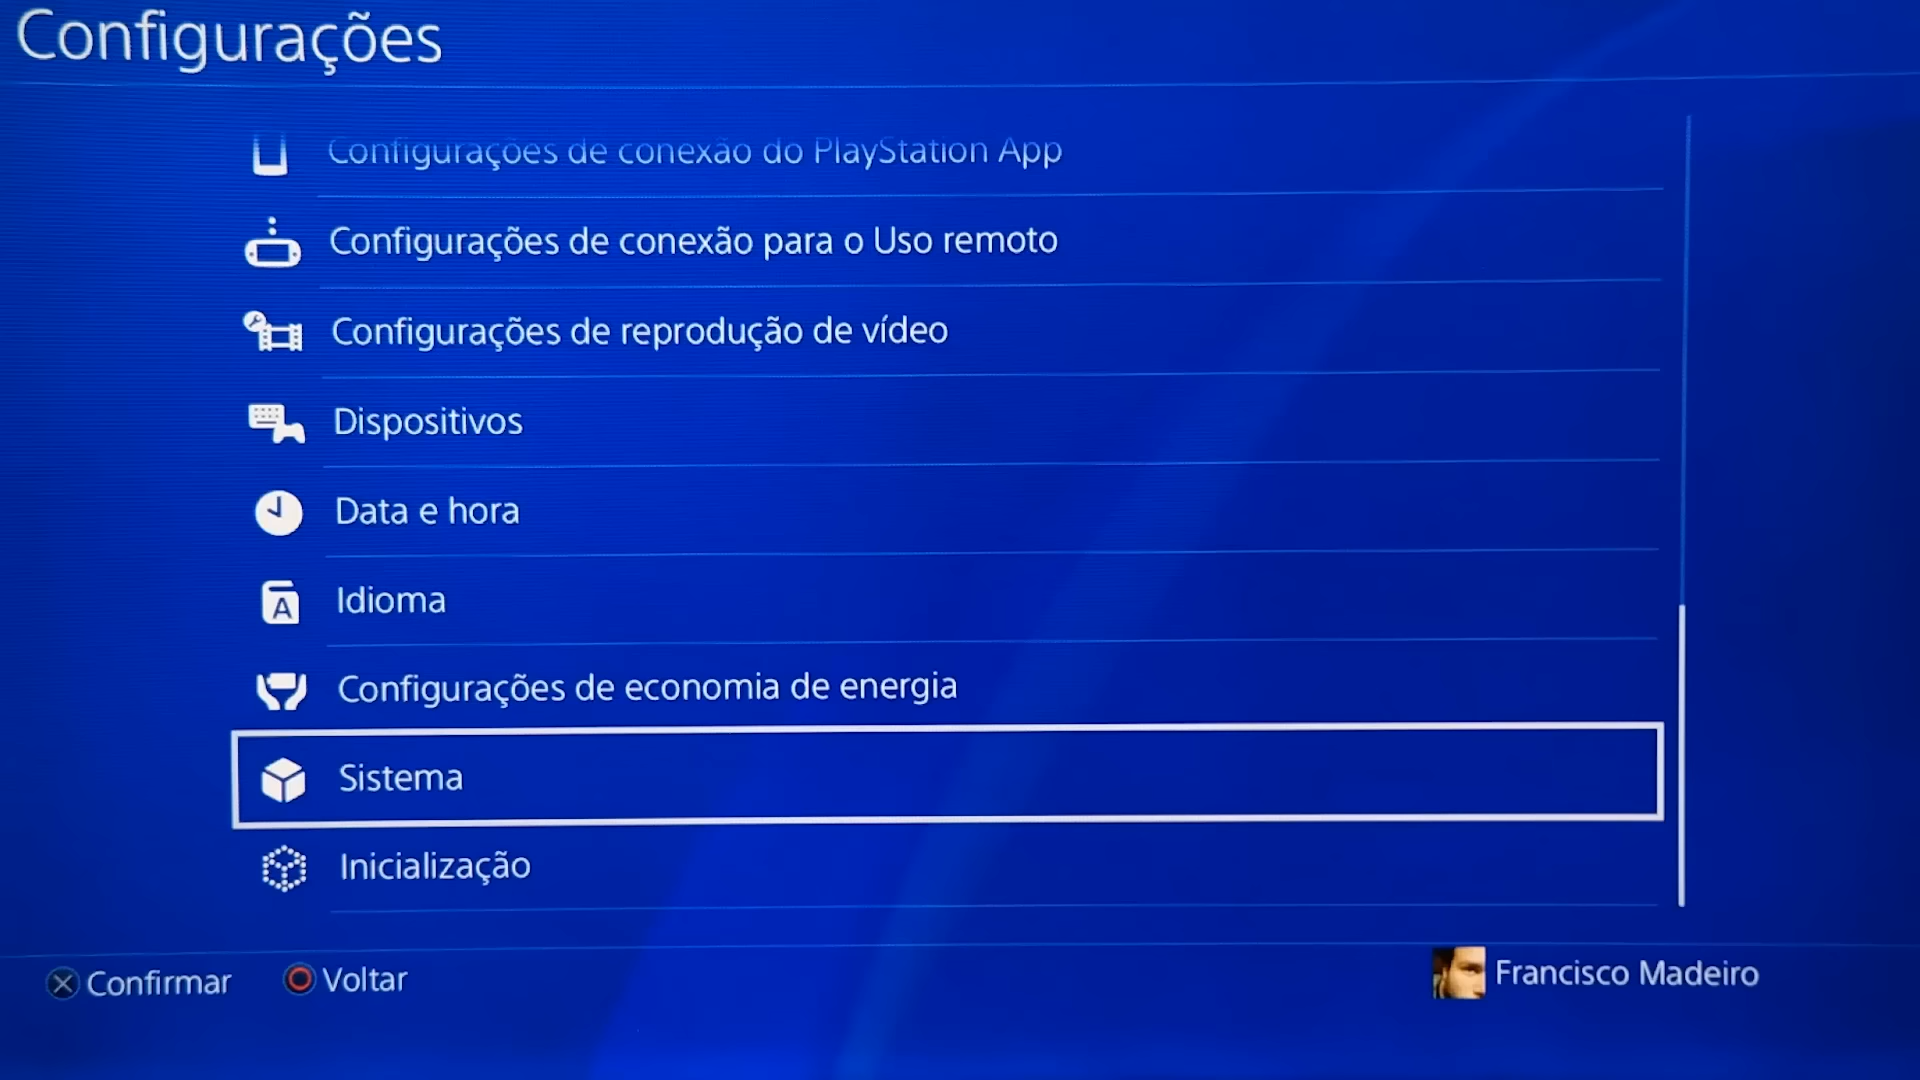 Configurações
Configurações de conexão do PlayStation App
Configurações de conexão para o Uso remoto
Configurações de reprodução de vídeo
Dispositivos
Data e hora
A Idioma
Configurações de economia de energia
Sistema
Inicialização
Confirmar Voltar Francisco Madeiro